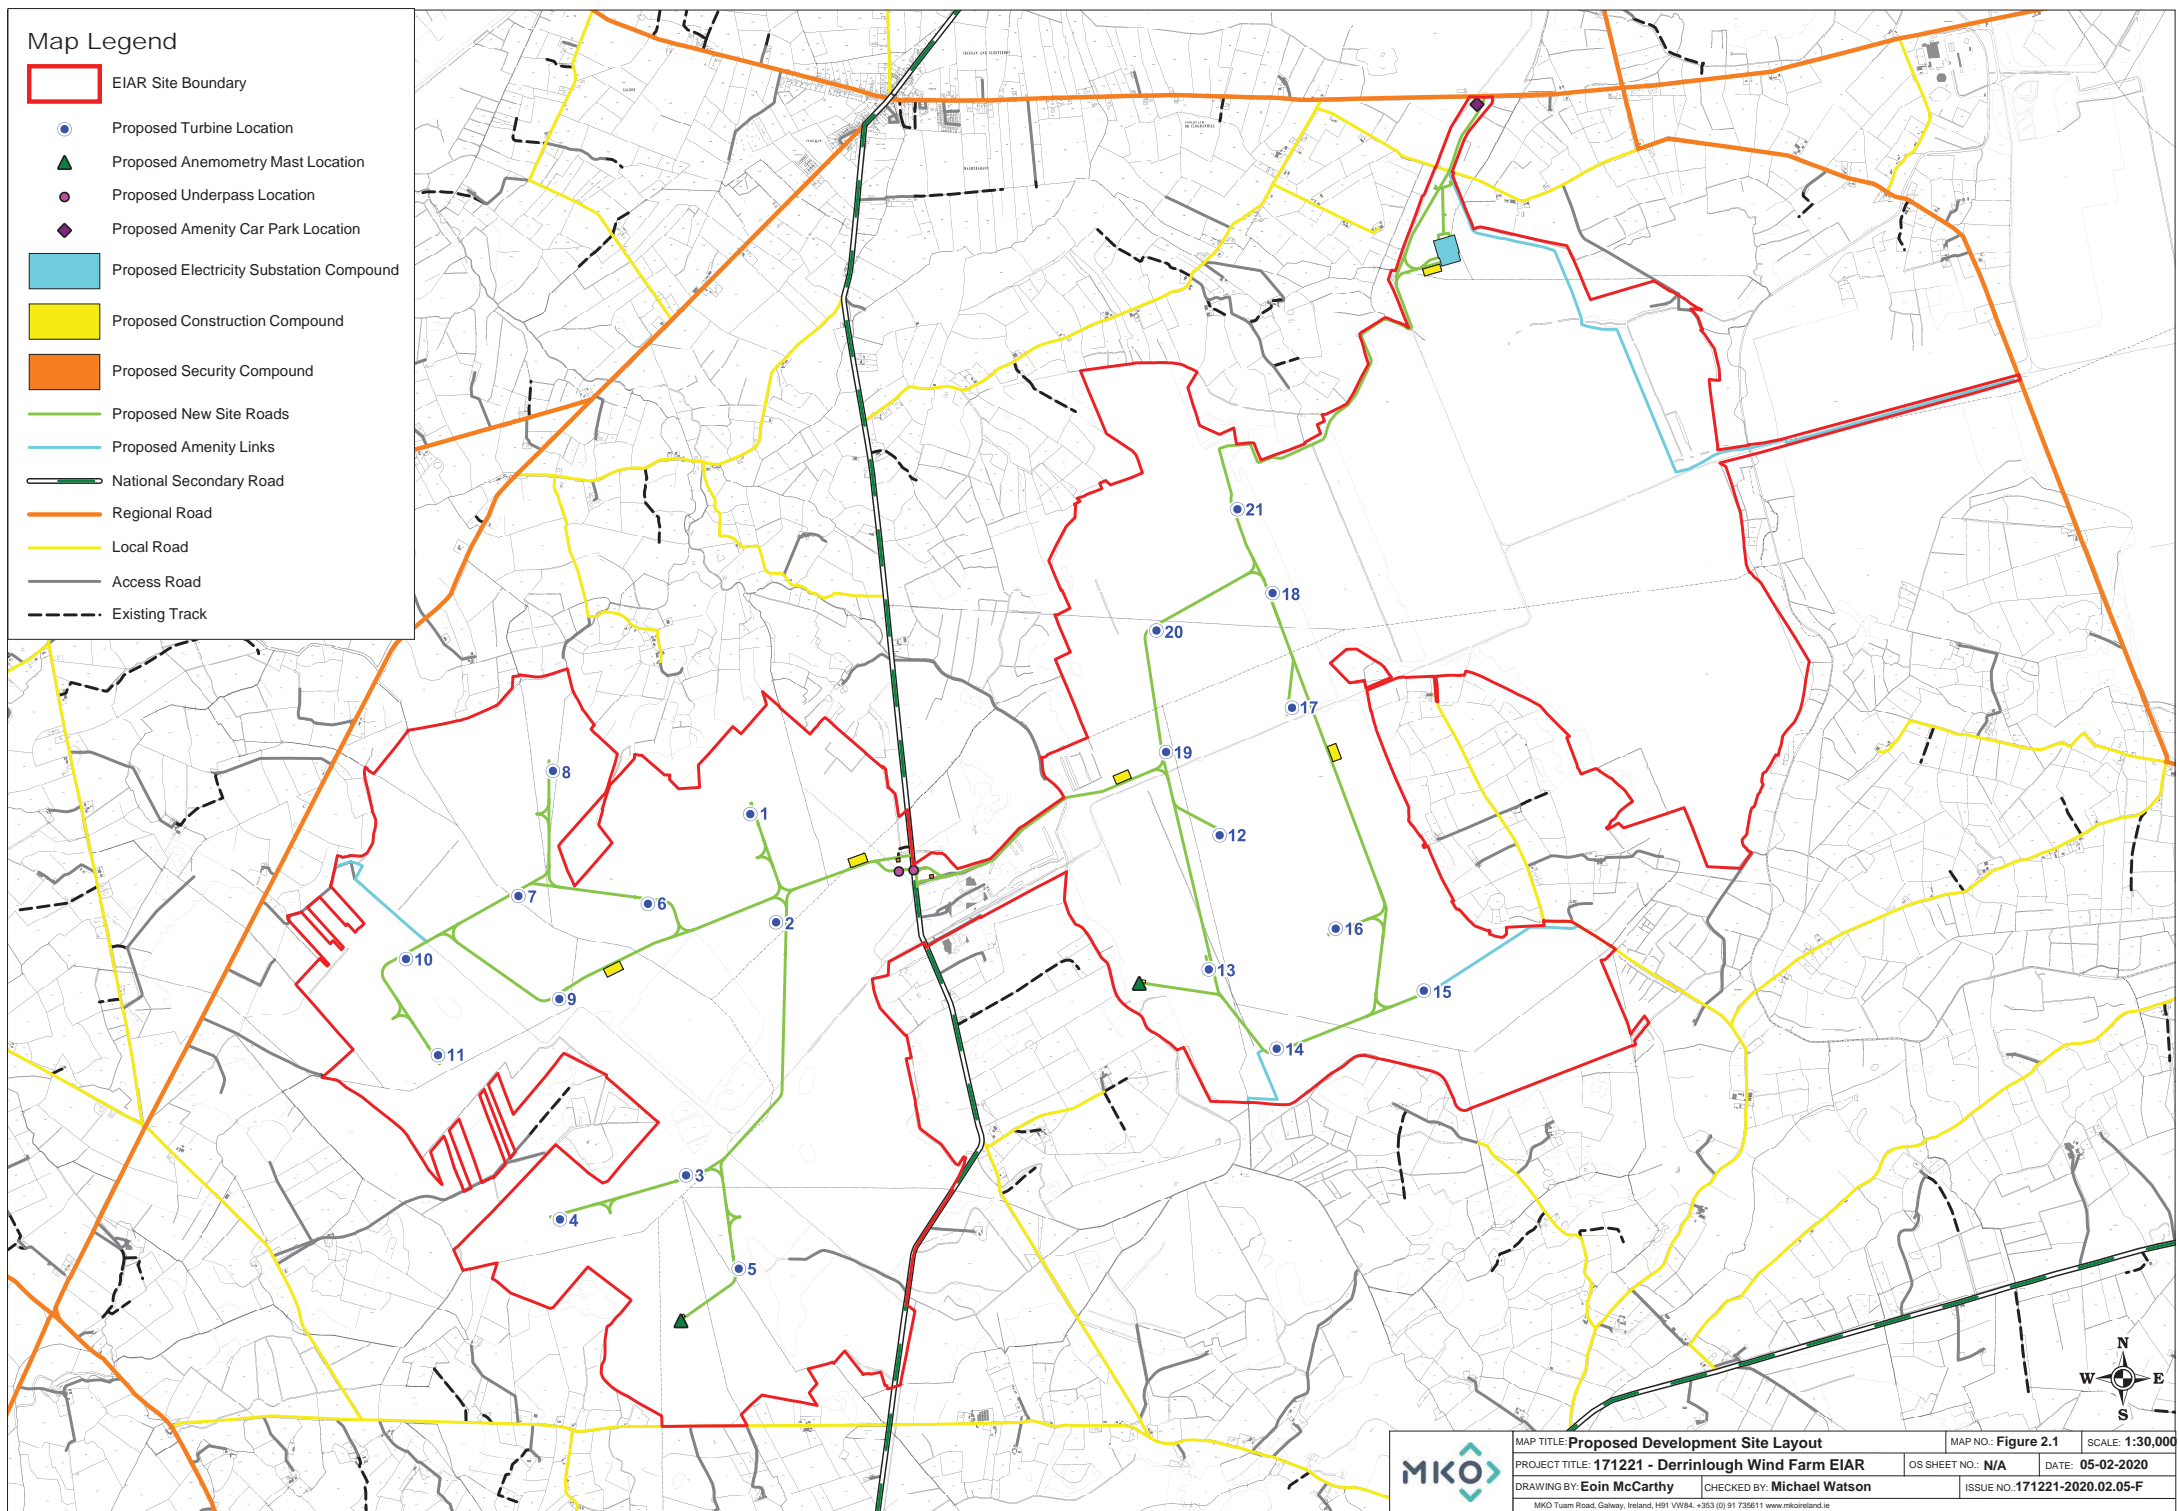 Map Legend
EIAR Site Boundary
Proposed Turbine Location
Proposed Anemometry Mast Location
Proposed Underpass Location
Proposed Amenity Car Park Location
Proposed Electricity Substation Compound
Proposed Construction Compound
Proposed Security Compound
Proposed New Site Roads
Proposed Amenity Links
National Secondary Road
Regional Road
Local Road
Access Road
Existing Track
21
18
20
17
19
8
1
12
7
6
2
16
10
13
9
15
14
11
3
4
5
N
W E
S
MKO
MAP TITLE: Proposed Development Site Layout
MAP NO.: Figure 2.1
SCALE: 1:30,000
PROJECT TITLE: 171221 - Derrinlough Wind Farm EIAR
OS SHEET NO.: N/A
DATE: 05-02-2020
DRAWING BY: Eoin McCarthy
CHECKED BY: Michael Watson
ISSUE NO.: 171221-2020.02.05-F
MKO Tuam Road, Galway, Ireland, H91 VW84. +353 (0) 91 735611 www.mkoireland.ie